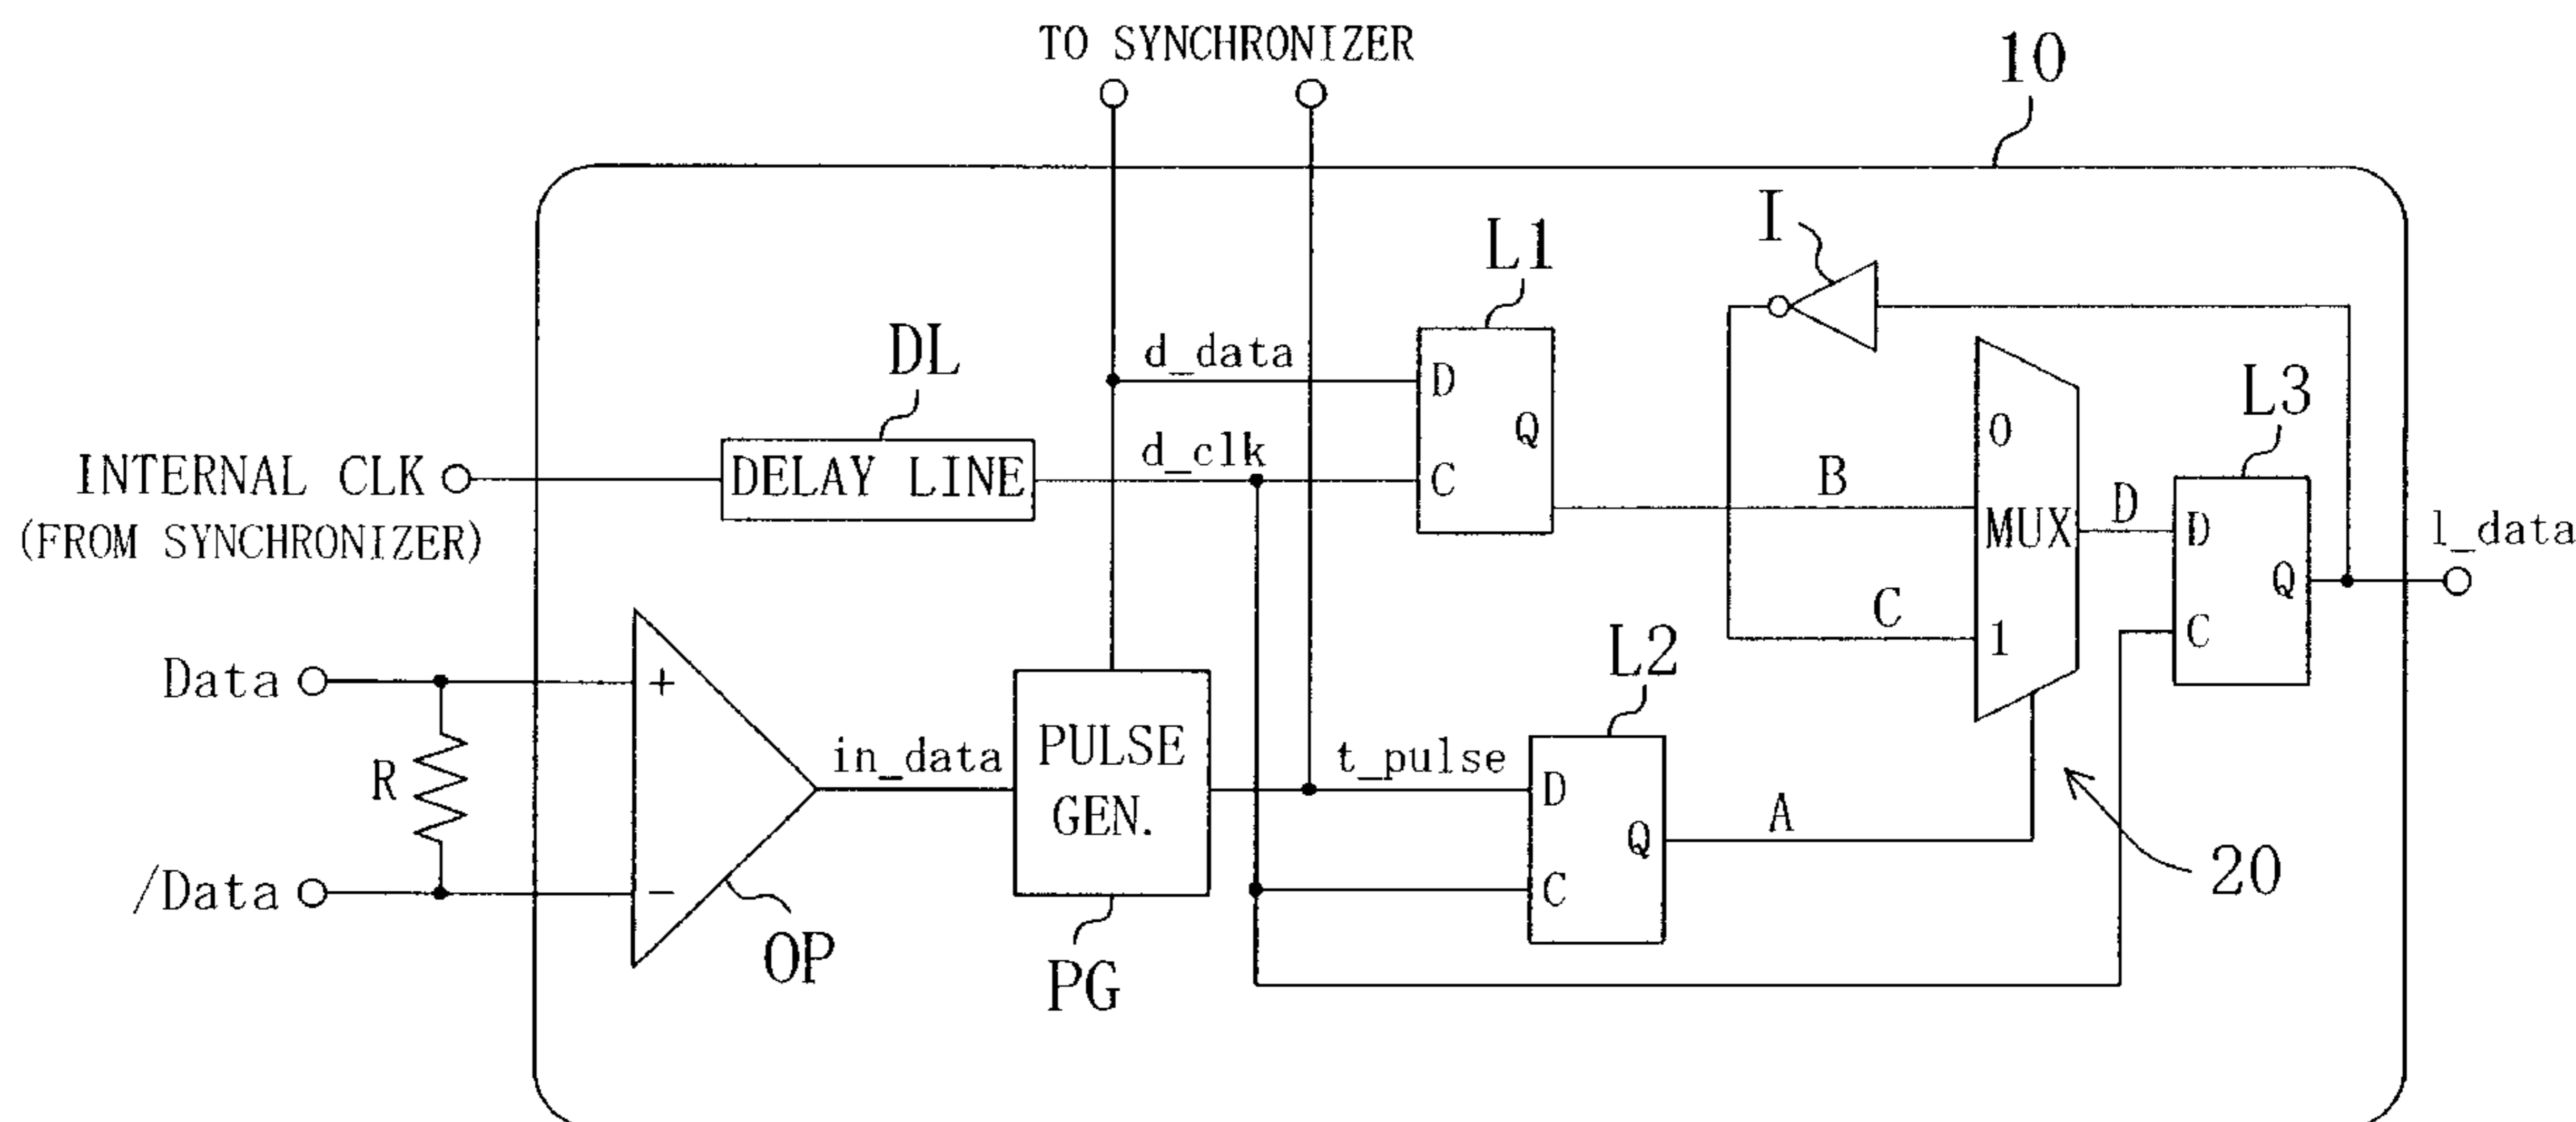 TO SYNCHRONIZER
10
I
L1
d_data
DL
D
Q
C
L3
0
INTERNAL CLK
(FROM SYNCHRONIZER)
DELAY LINE
d_clk
B
MUX
D
D
Q
C
l_data
C
1
L2
Data
+
R
in_data
PULSE
GEN.
t_pulse
D
Q
C
A
20
/Data
−
OP
PG